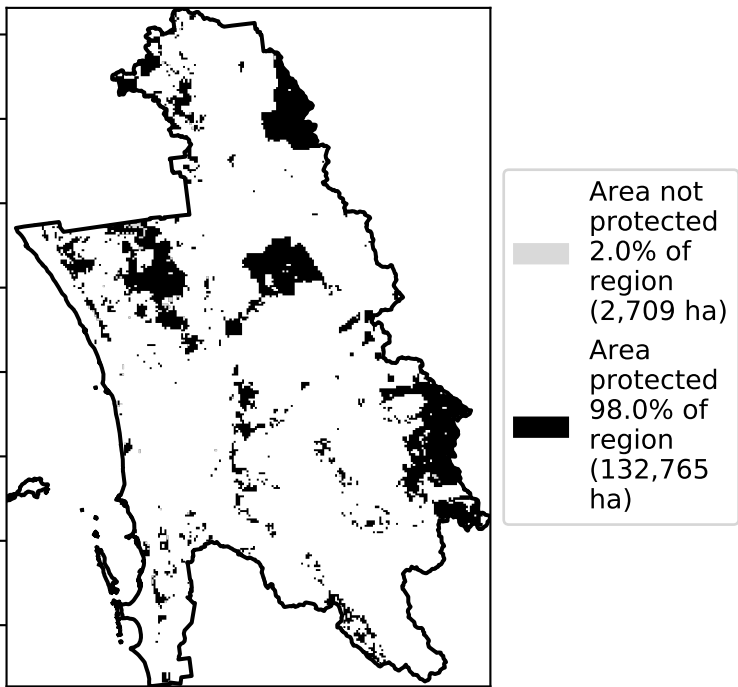 Area not
protected
2.0% of
region
(2,709 ha)
Area
protected
98.0% of
region
(132,765
ha)